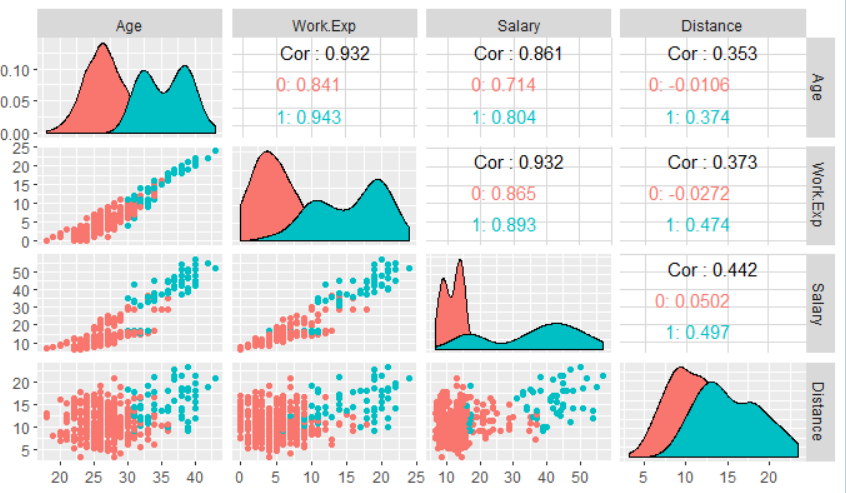 Age Work.Exp Salary Distance
Cor : 0.932 Cor : 0.861 Cor : 0.353
0.10
0: 0.841 0: 0.714 0: -0.0106
0.05
1: 0.943 1: 0.804 1: 0.374
0.00
Age
25
20
15
10
5
0
Cor : 0.932 Cor : 0.373
0: 0.865 0: -0.0272
1: 0.893 1: 0.474
Work.Exp
50
40
30
20
10
Cor : 0.442
0: 0.0502
1: 0.497
Salary
20
15
10
5
Distance
20 25 30 35 40 0 5 10 15 20 25 10 20 30 40 50 5 10 15 20